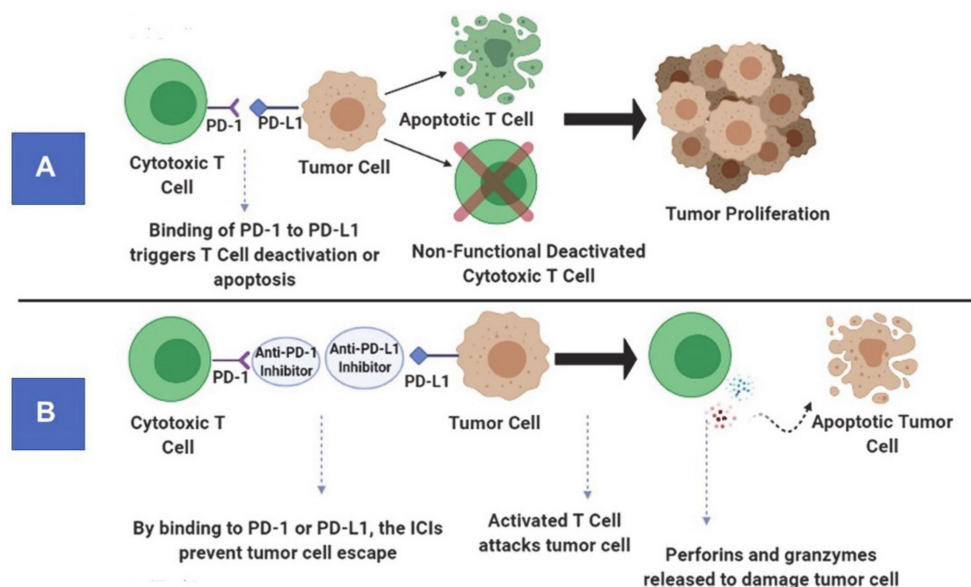 A
PD-1
PD-L1
Cytotoxic T
Cell
Tumor Cell
Apoptotic T Cell
Binding of PD-1 to PD-L1
triggers T Cell deactivation or
apoptosis
Non-Functional Deactivated
Cytotoxic T Cell
Tumor Proliferation
B
PD-1
Anti-PD-1
Inhibitor
Anti-PD-L1
Inhibitor
PD-L1
Cytotoxic T
Cell
Tumor Cell
Apoptotic Tumor
Cell
By binding to PD-1 or PD-L1, the ICIs
prevent tumor cell escape
Activated T Cell
attacks tumor cell
Perforins and granzymes
released to damage tumor cell